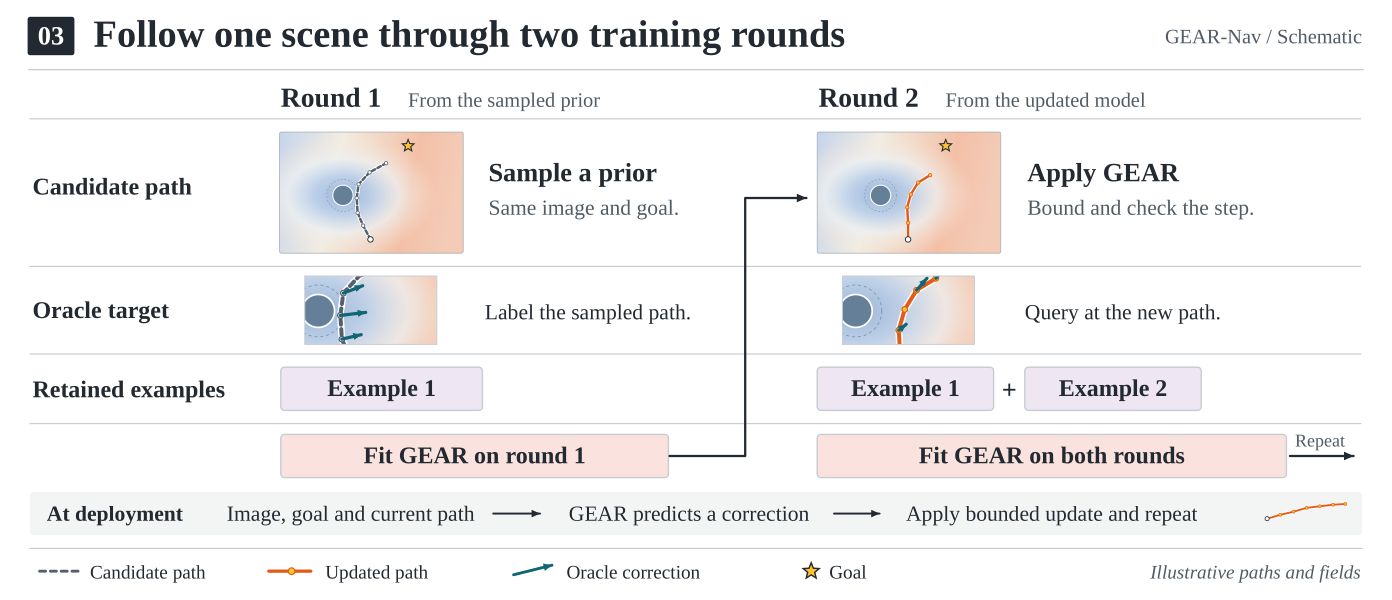 03 Follow one scene through two training rounds
GEAR-Nav / Schematic
Round 1 From the sampled prior
Round 2 From the updated model
Candidate path
Sample a prior
Same image and goal.
Apply GEAR
Bound and check the step.
Oracle target
Label the sampled path.
Query at the new path.
Retained examples
Example 1
Example 1 + Example 2
Fit GEAR on round 1
Fit GEAR on both rounds
Repeat
At deployment Image, goal and current path GEAR predicts a correction Apply bounded update and repeat
Candidate path Updated path Oracle correction Goal Illustrative paths and fields